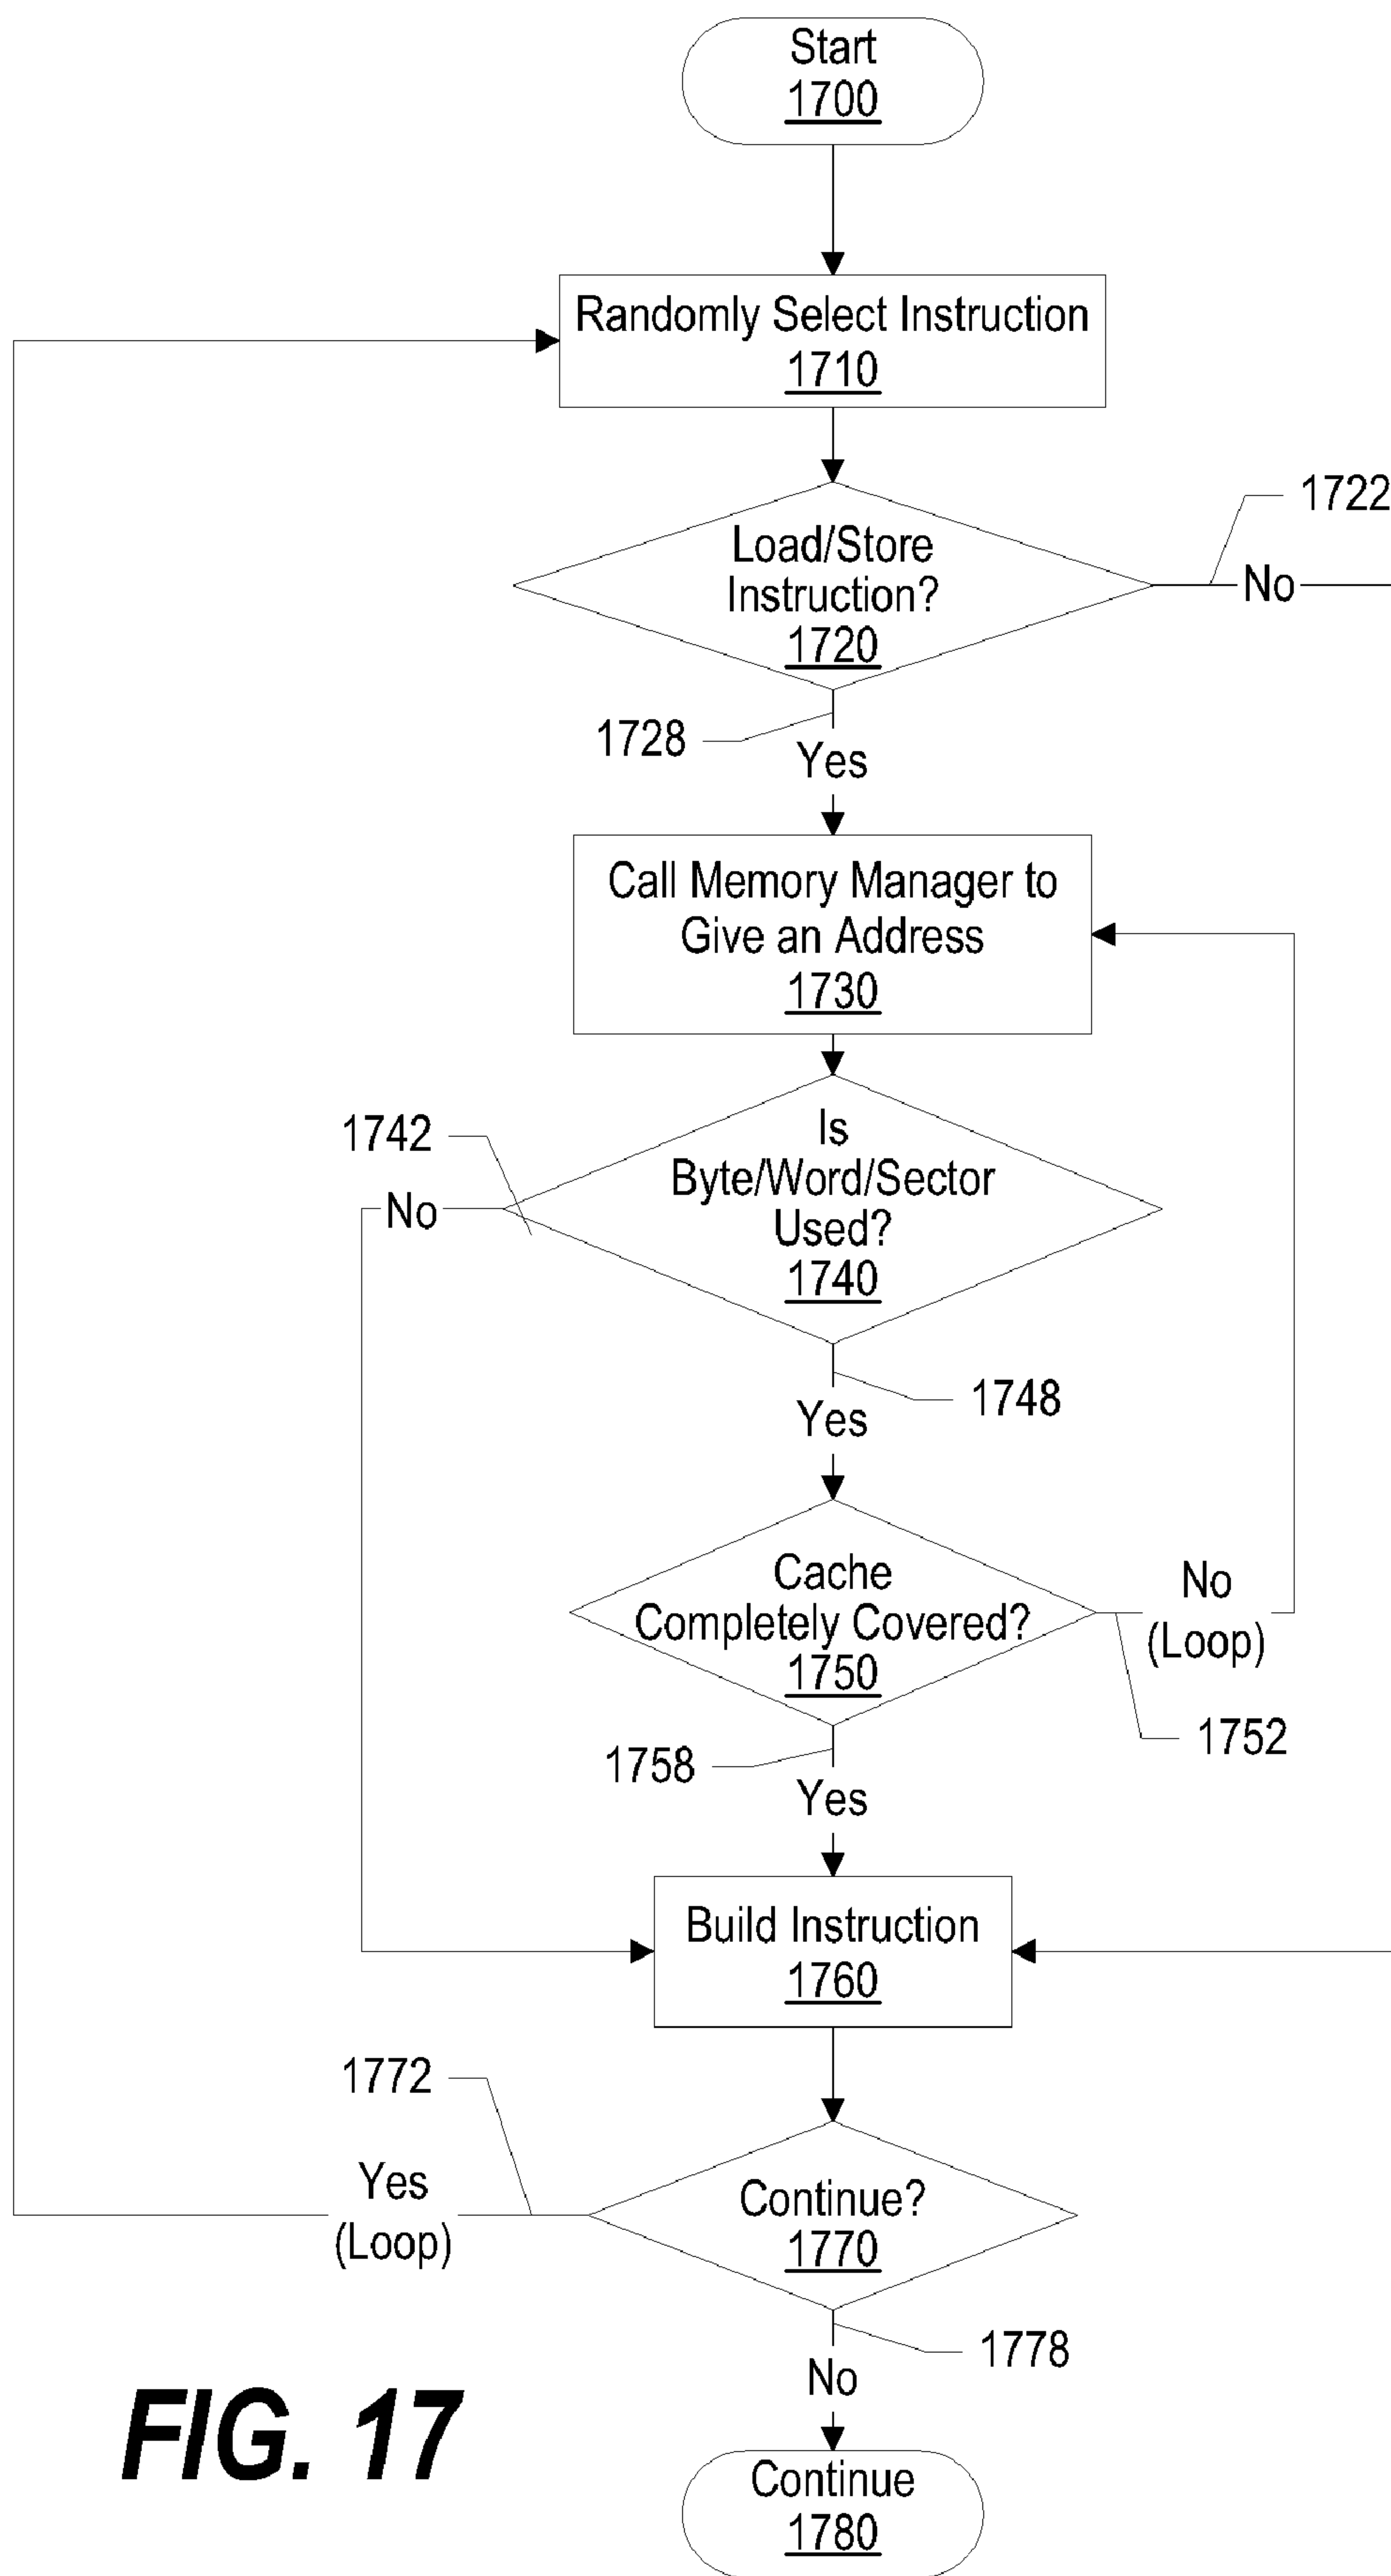 Start
1700
Randomly Select Instruction
1710
1722
Load/Store
Instruction?
1720
No
1728
Yes
Call Memory Manager to
Give an Address
1730
1742
No
Is
Byte/Word/Sector
Used?
1740
1748
Yes
Cache
Completely Covered?
1750
No
(Loop)
1752
1758
Yes
Build Instruction
1760
1772
Yes
(Loop)
Continue?
1770
1778
No
FIG. 17
Continue
1780